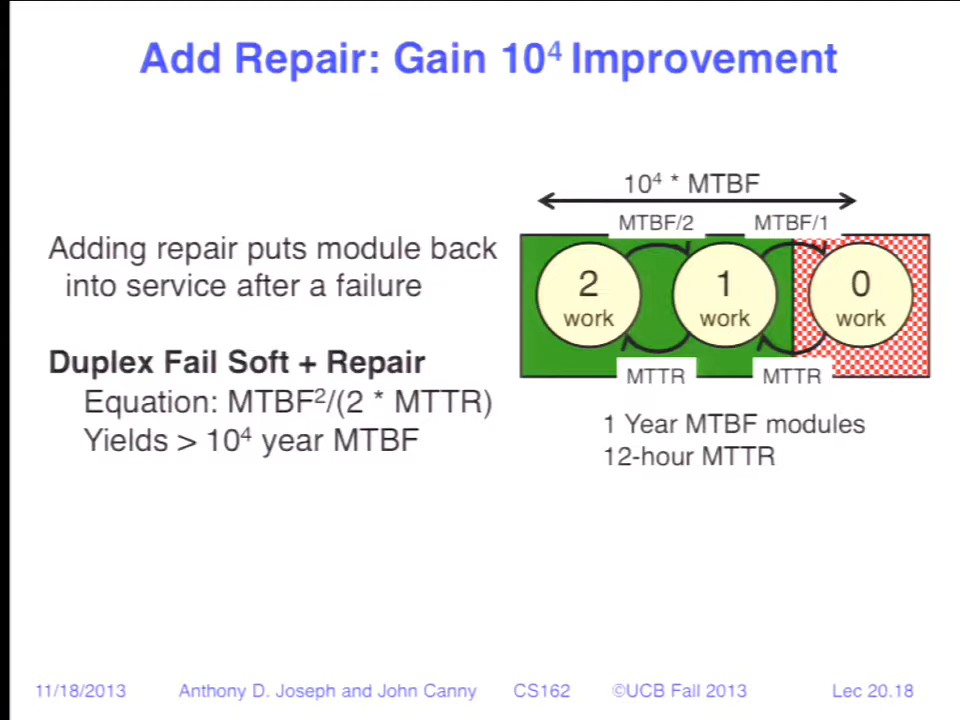 Add Repair: Gain 10⁴ Improvement
Adding repair puts module back
into service after a failure
Duplex Fail Soft + Repair
Equation: MTBF²/(2 * MTTR)
Yields > 10⁴ year MTBF
10⁴ * MTBF
MTBF/2 MTBF/1
2 1 0
work work work
MTTR MTTR
1 Year MTBF modules
12-hour MTTR
11/18/2013 Anthony D. Joseph and John Canny CS162 ©UCB Fall 2013 Lec 20.18